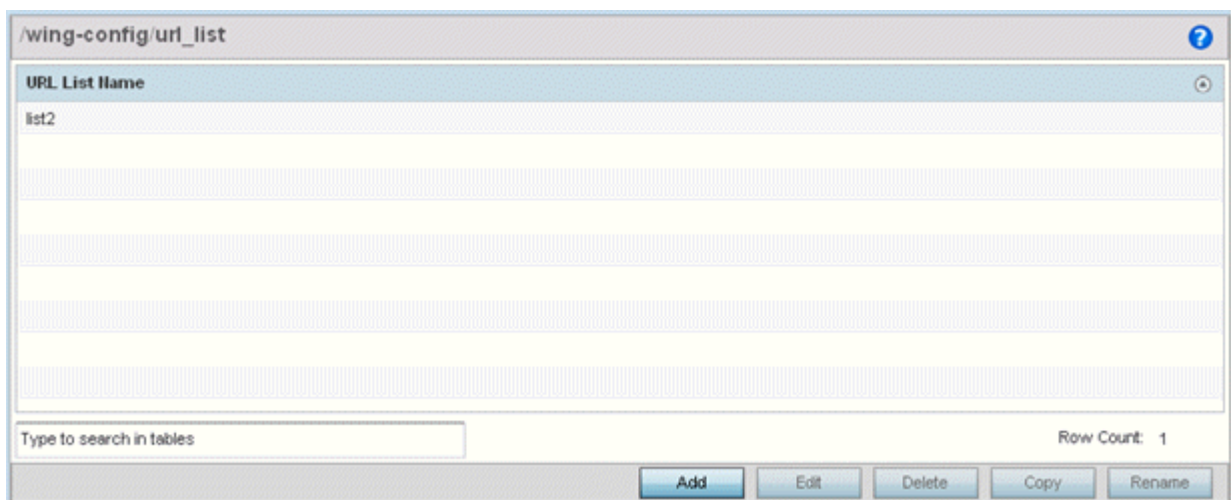 /wing-config/url_list
?
URL List Name
list2
Type to search in tables
Row Count: 1
Add
Edit
Delete
Copy
Rename